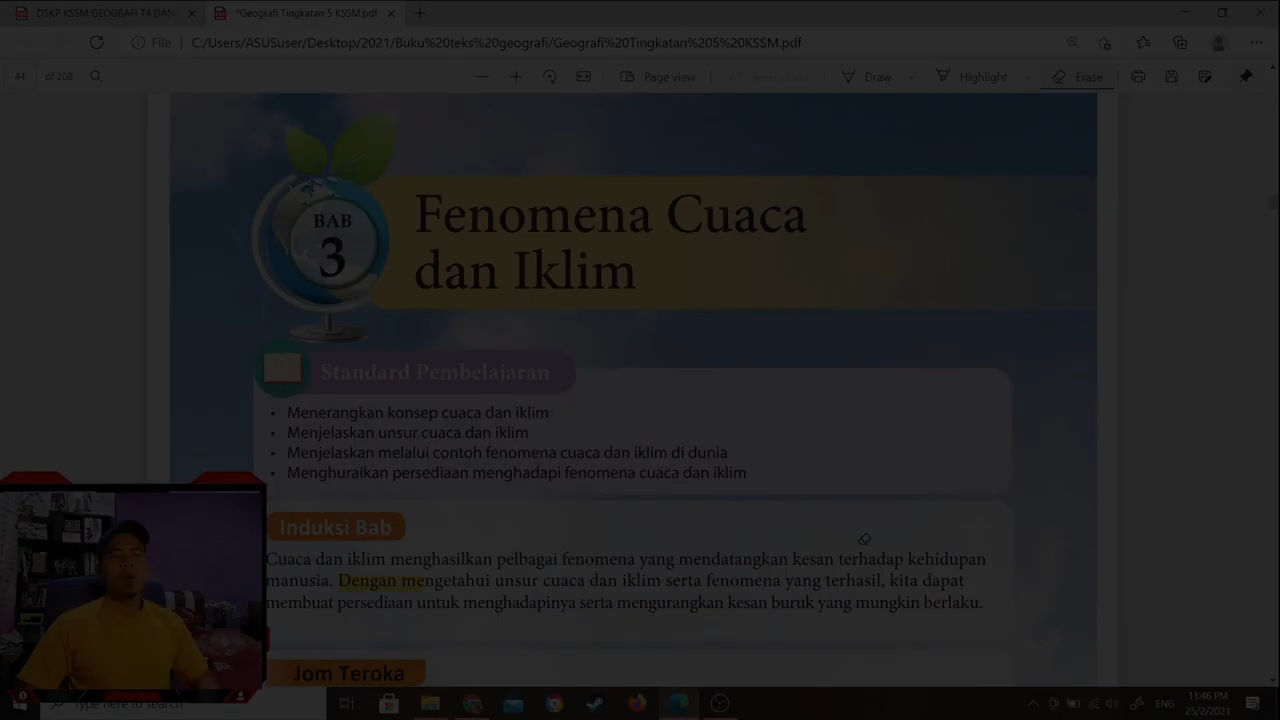 DSKP KSSM GEOGRAFI T4 DAN
*Geografi Tingkatan 5 KSSM.pdf
File
C:/Users/ASUSuser/Desktop/2021/Buku%20teks%20geografi/Geografi%20Tingkatan%205%20KSSM.pdf
44
of 208
Page view
Draw
Highlight
Erase
BAB
3
Fenomena Cuaca
dan Iklim
Standard Pembelajaran
• Menerangkan konsep cuaca dan iklim
• Menjelaskan unsur cuaca dan iklim
• Menjelaskan melalui contoh fenomena cuaca dan iklim di dunia
• Menghuraikan persediaan menghadapi fenomena cuaca dan iklim
Induksi Bab
Cuaca dan iklim menghasilkan pelbagai fenomena yang mendatangkan kesan terhadap kehidupan
manusia. Dengan mengetahui unsur cuaca dan iklim serta fenomena yang terhasil, kita dapat
membuat persediaan untuk menghadapinya serta mengurangkan kesan buruk yang mungkin berlaku.
Jom Teroka
Type here to search
ENG
11:46 PM
25/2/2021